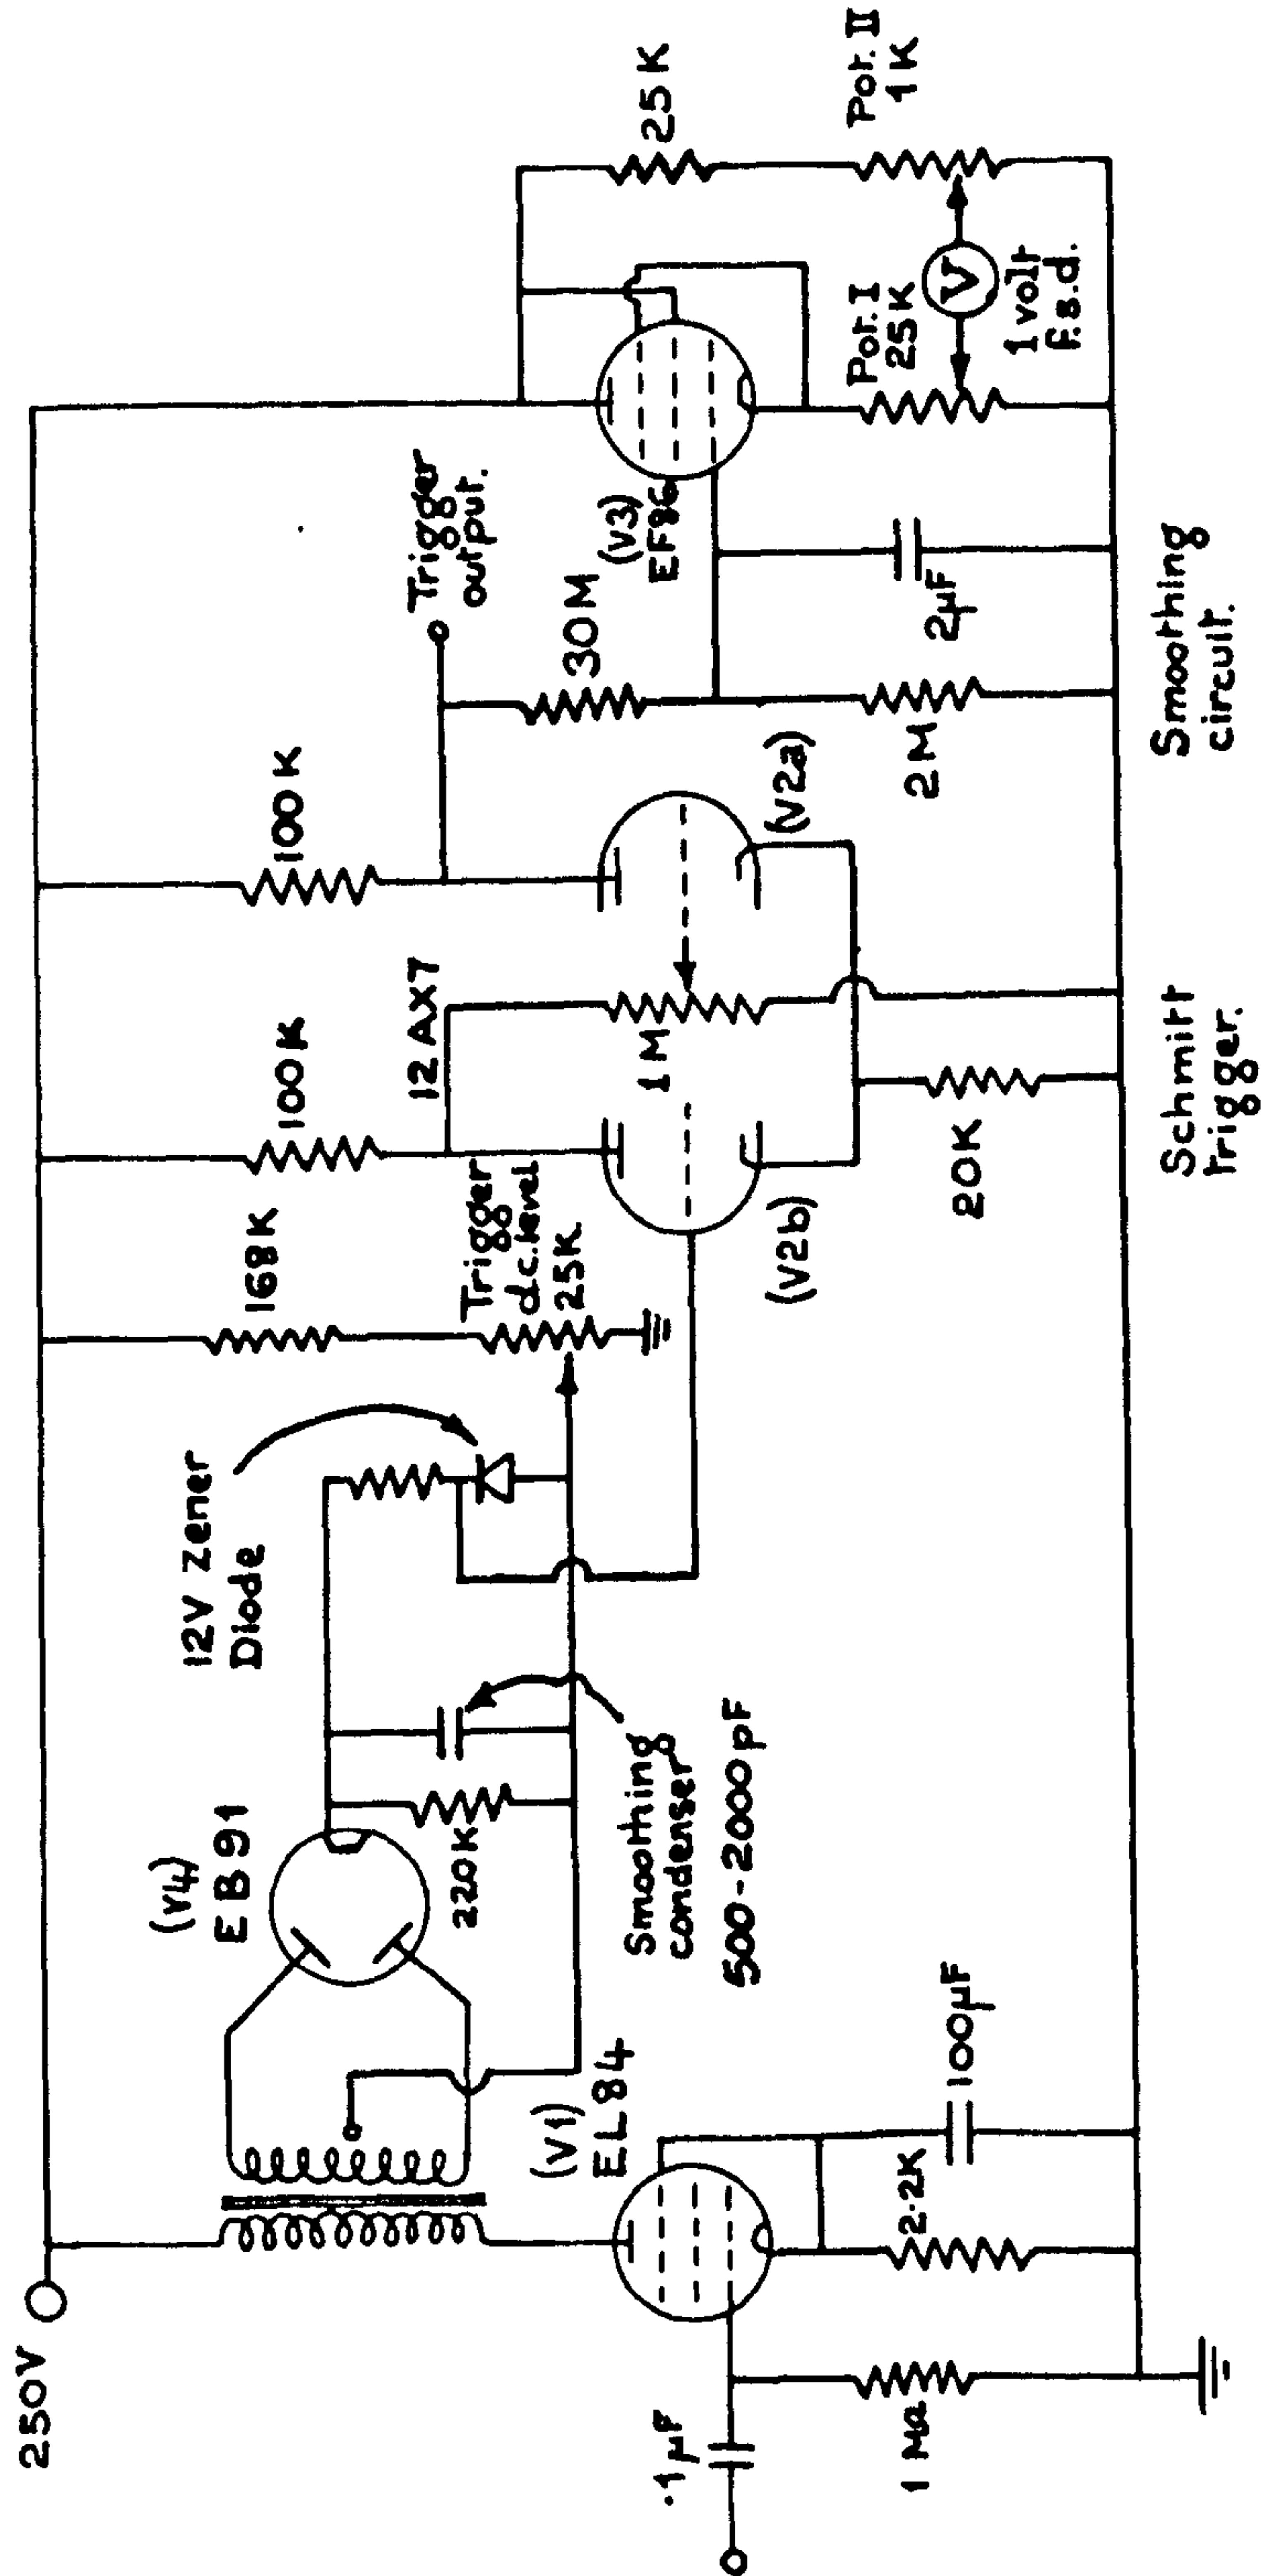 250V
.1µF
1 MΩ
2.2K
100µF
(V1)
EL84
(V4)
EB91
220K
Smoothing
condenser
500-2000pF
12V Zener
Diode
168K
Trigger
d.c. level
25K
100K
12AX7
1M
(V2b)
20K
100K
(V2a)
Trigger
output.
30M
2M
2µF
(V3)
EF86
Pot. I
25K
V
1 volt
f.s.d.
25K
Pot. II
1K
Schmitt
trigger.
Smoothing
circuit.